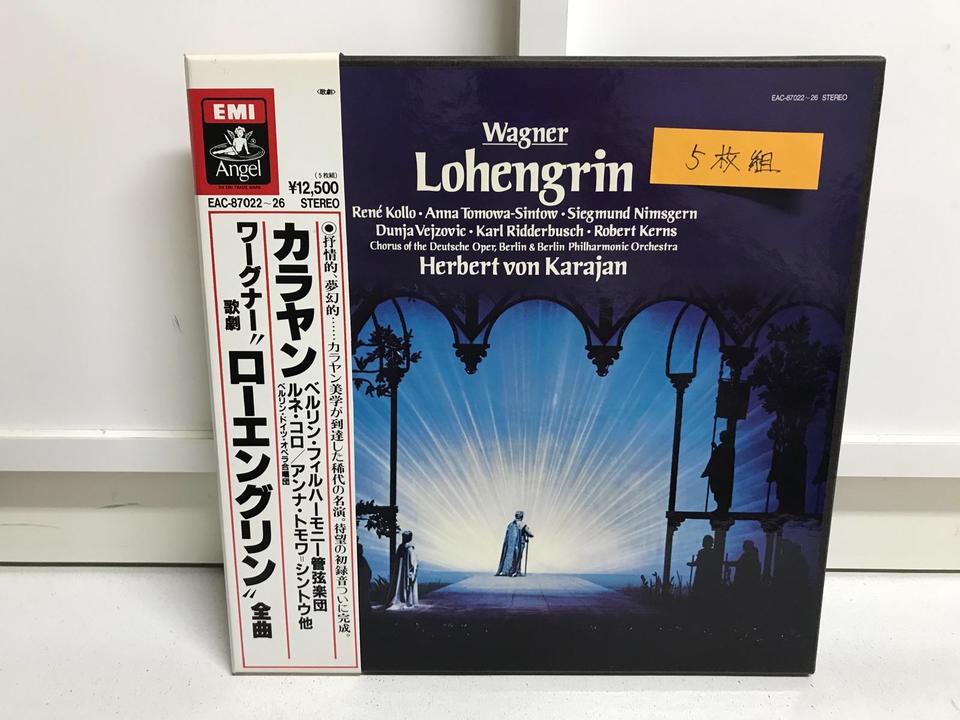 EMI
Angel
AN EMI TRADE MARK
〈歌劇〉
(5枚組)
¥12,500
EAC-87022~26 STEREO
◉抒情的、夢幻的……カラヤン美学が到達した稀代の名演。待望の初録音ついに完成。
カラヤン
ベルリン・フィルハーモニー管弦楽団
ルネ・コロ/アンナ・トモワ=シントウ他
ベルリン・ドイツ・オペラ合唱団
ワーグナー
歌劇
"ローエングリン"
全曲
EAC-87022~26 STEREO
Wagner
Lohengrin
5枚組
René Kollo · Anna Tomowa-Sintow · Siegmund Nimsgern
Dunja Vejzovic · Karl Ridderbusch · Robert Kerns
Chorus of the Deutsche Oper, Berlin & Berlin Philharmonic Orchestra
Herbert von Karajan